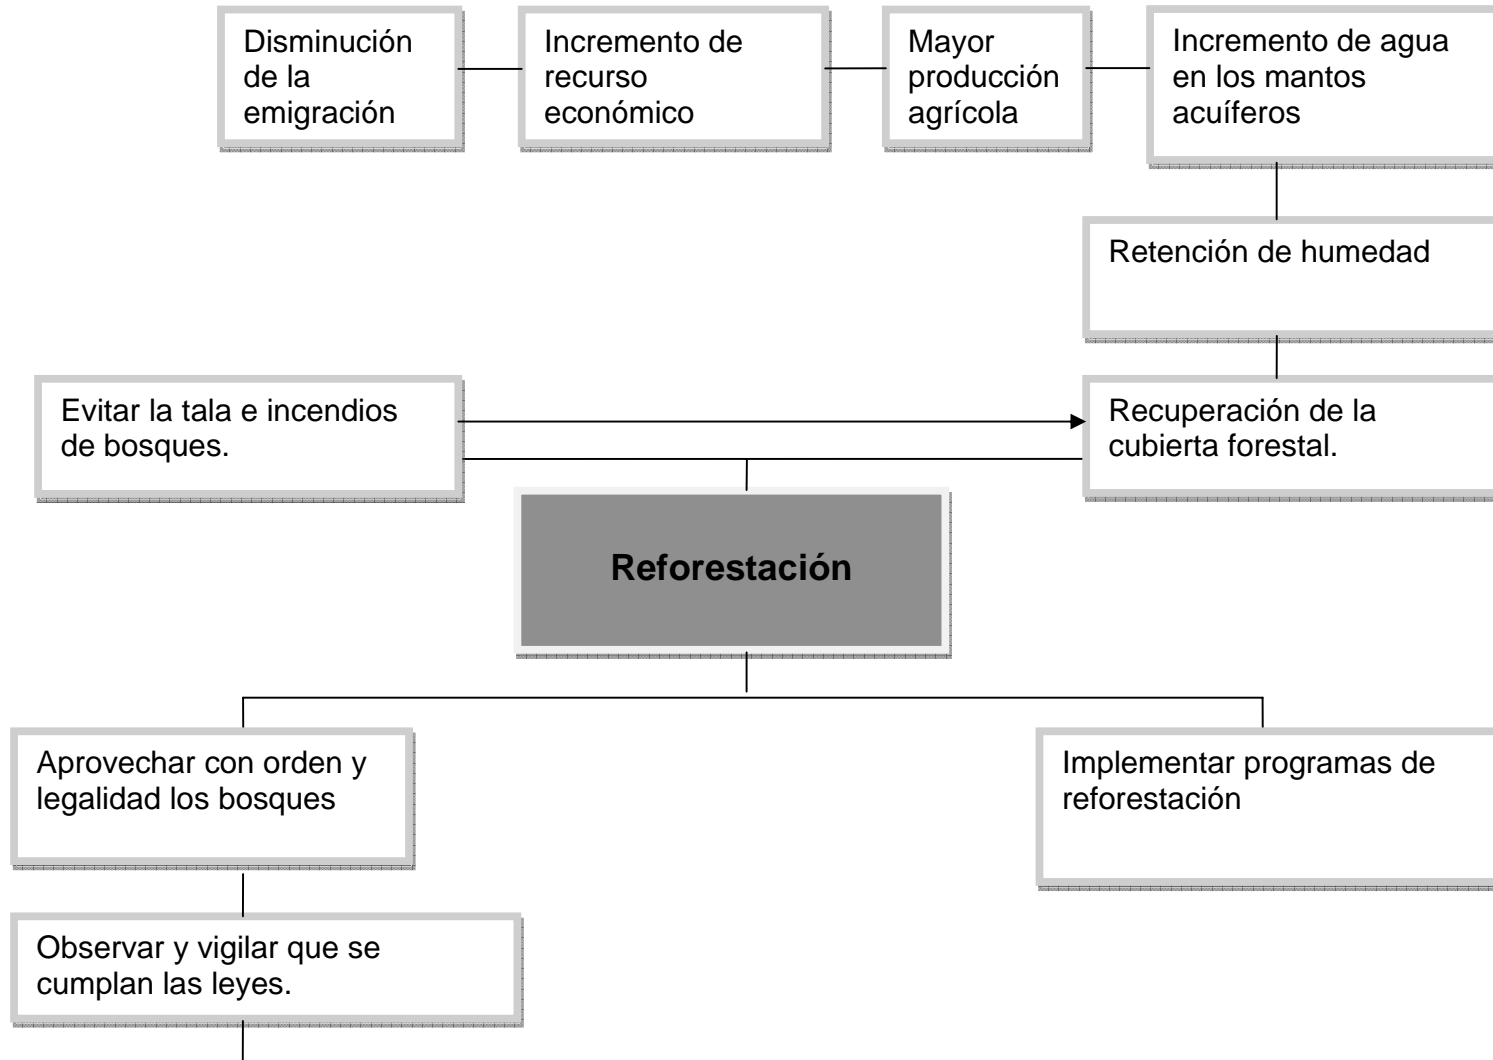 Disminución
de la
emigración
Incremento de
recurso
económico
Mayor
producción
agrícola
Incremento de agua
en los mantos
acuíferos
Retención de humedad
Evitar la tala e incendios
de bosques.
Recuperación de la
cubierta forestal.
Reforestación
Aprovechar con orden y
legalidad los bosques
Implementar programas de
reforestación
Observar y vigilar que se
cumplan las leyes.